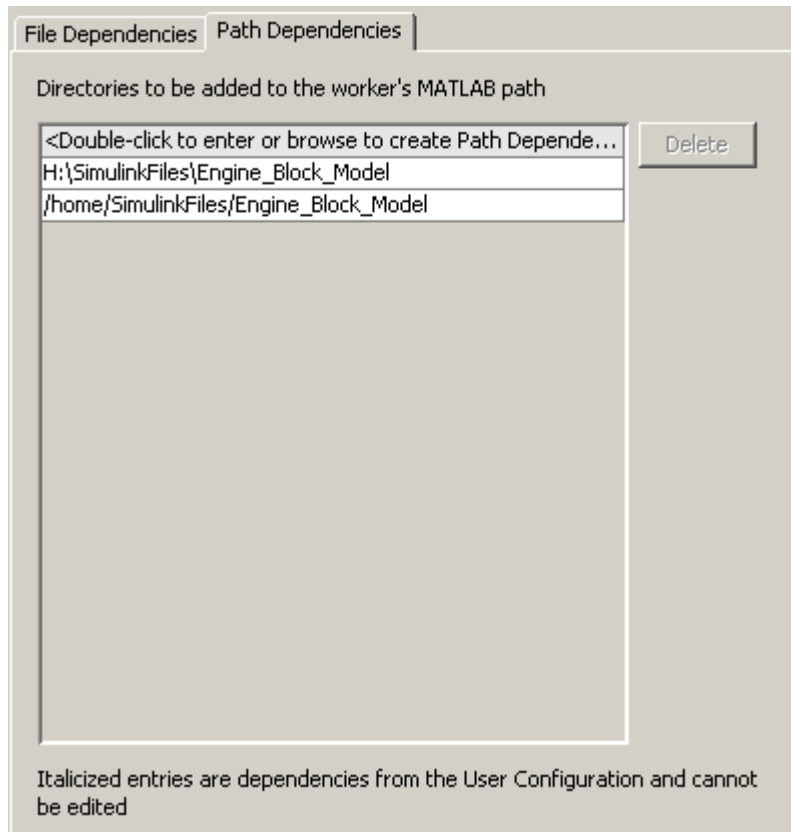 File Dependencies Path Dependencies
Directories to be added to the worker's MATLAB path
<Double-click to enter or browse to create Path Depende... Delete
H:\SimulinkFiles\Engine_Block_Model
/home/SimulinkFiles/Engine_Block_Model
Italicized entries are dependencies from the User Configuration and cannot
be edited